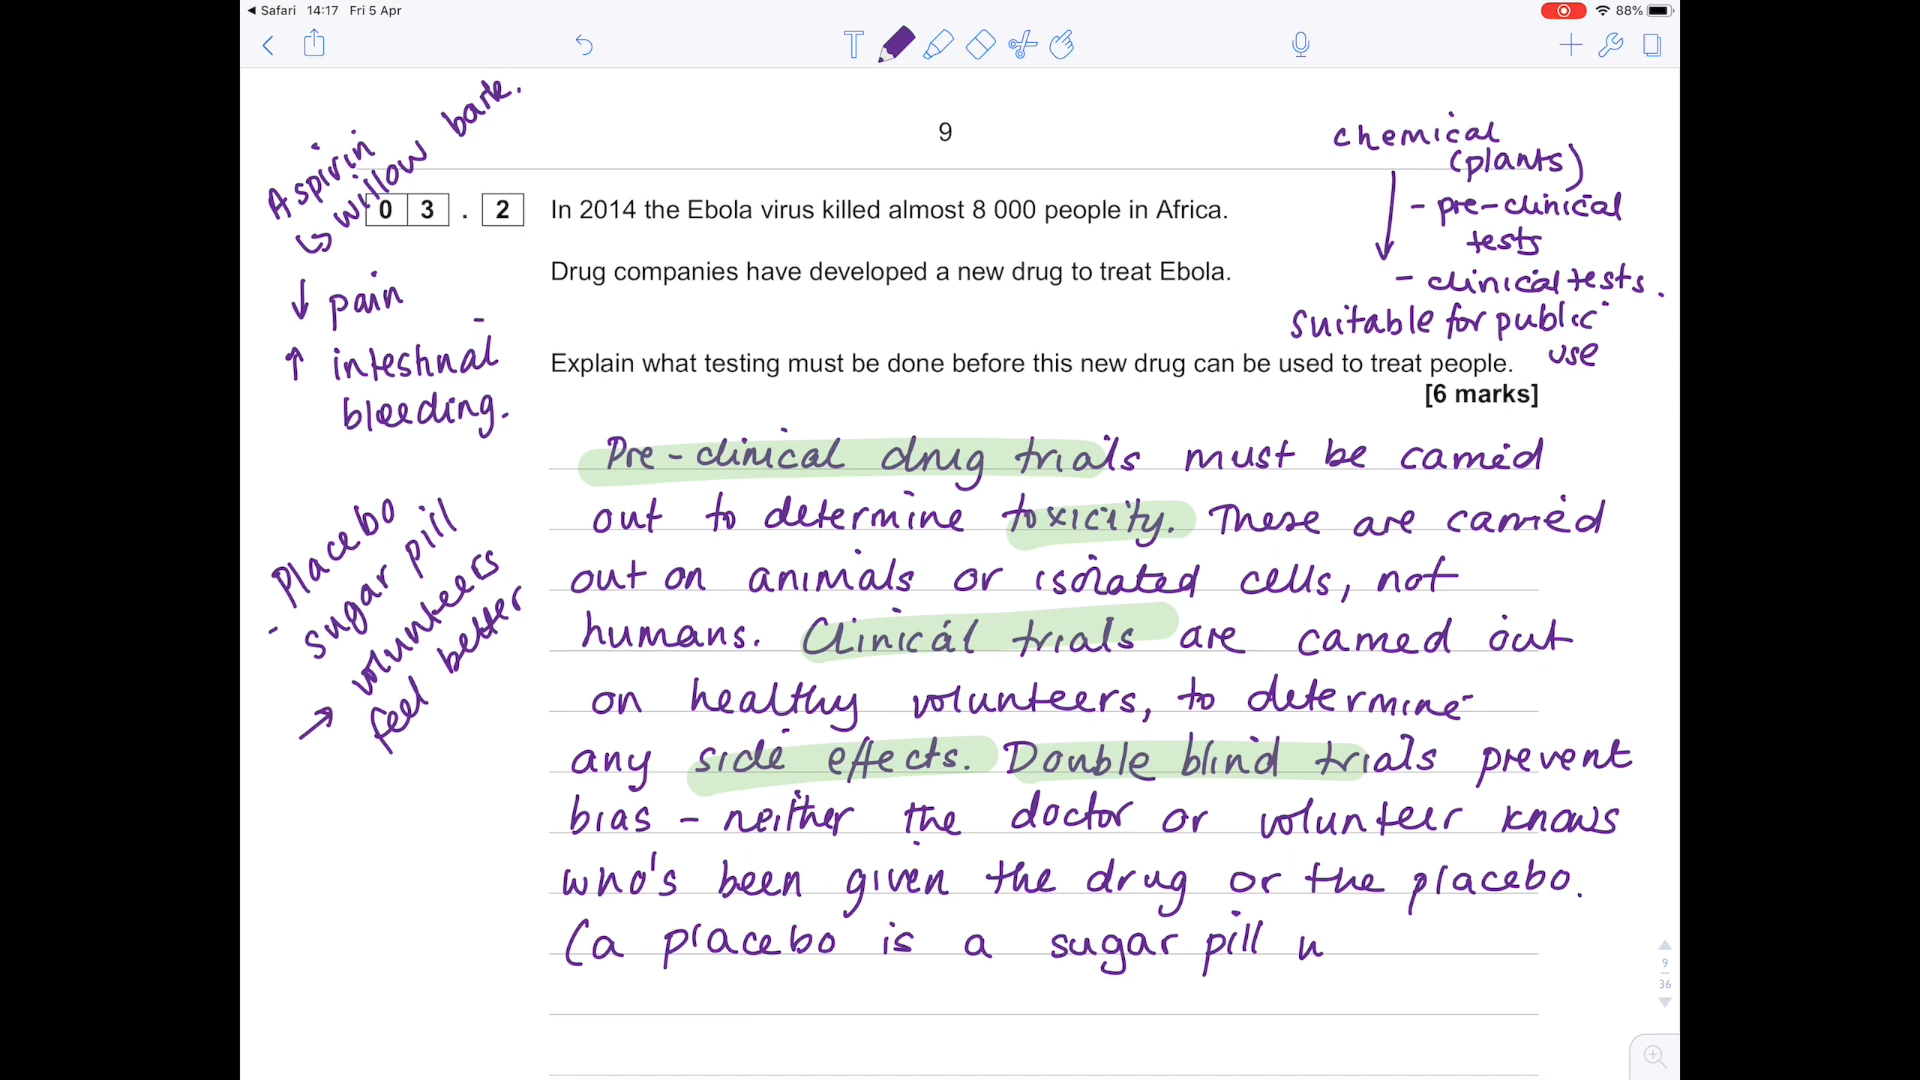 Safari 14:17 Fri 5 Apr
88%
T
9
Aspirin
willow bark.
↓ pain
↑ intestinal
bleeding.
chemical
(plants)
- pre-clinical
tests
- clinical tests.
suitable for public
use
0 3 . 2 In 2014 the Ebola virus killed almost 8 000 people in Africa.
Drug companies have developed a new drug to treat Ebola.
Explain what testing must be done before this new drug can be used to treat people.
[6 marks]
Placebo
sugar pill
→ volunteers
feel better
Pre-clinical drug trials must be carried
out to determine toxicity. These are carried
out on animals or isolated cells, not
humans. Clinical trials are carried out
on healthy volunteers, to determine
any side effects. Double blind trials prevent
bias - neither the doctor or volunteer knows
who's been given the drug or the placebo.
(a placebo is a sugar pill
9
36